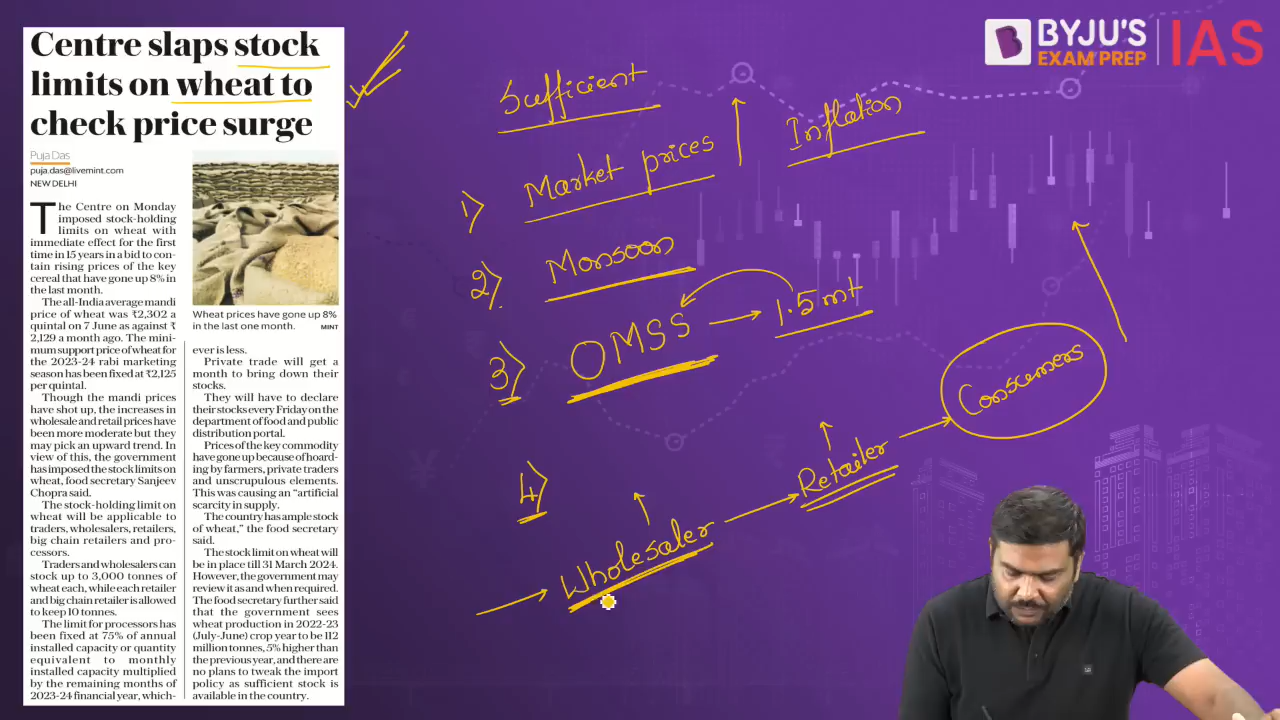 Centre slaps stock
limits on wheat to
check price surge
Puja Das
puja.das@livemint.com
NEW DELHI
The Centre on Monday
imposed stock-holding
limits on wheat with
immediate effect for the first
time in 15 years in a bid to con-
tain rising prices of the key
cereal that have gone up 8% in
the last month.
The all-India average mandi
price of wheat was ₹2,302 a
quintal on 7 June as against ₹
2,129 a month ago. The mini-
mum support price of wheat for
the 2023-24 rabi marketing
season has been fixed at ₹2,125
per quintal.
Though the mandi prices
have shot up, the increases in
wholesale and retail prices have
been more moderate but they
may pick an upward trend. In
view of this, the government
has imposed the stock limits on
wheat, food secretary Sanjeev
Chopra said.
The stock-holding limit on
wheat will be applicable to
traders, wholesalers, retailers,
big chain retailers and pro-
cessors.
Traders and wholesalers can
stock up to 3,000 tonnes of
wheat each, while each retailer
and big chain retailer is allowed
to keep 10 tonnes.
The limit for processors has
been fixed at 75% of annual
installed capacity or quantity
equivalent to monthly
installed capacity multiplied
by the remaining months of
2023-24 financial year, which-
Wheat prices have gone up 8%
in the last one month. MINT
ever is less.
Private trade will get a
month to bring down their
stocks.
They will have to declare
their stocks every Friday on the
department of food and public
distribution portal.
Prices of the key commodity
have gone up because of hoard-
ing by farmers, private traders
and unscrupulous elements.
This was causing an "artificial
scarcity in supply.
The country has ample stock
of wheat," the food secretary
said.
The stock limit on wheat will
be in place till 31 March 2024.
However, the government may
review it as and when required.
The food secretary further said
that the government sees
wheat production in 2022-23
(July-June) crop year to be 112
million tonnes, 5% higher than
the previous year, and there are
no plans to tweak the import
policy as sufficient stock is
available in the country.
Sufficient
1) Market prices Inflation
2) Monsoon
3) OMSS 1.5 mt
4)
Wholesaler Retailer Consumers
BYJU'S
EXAM PREP
IAS